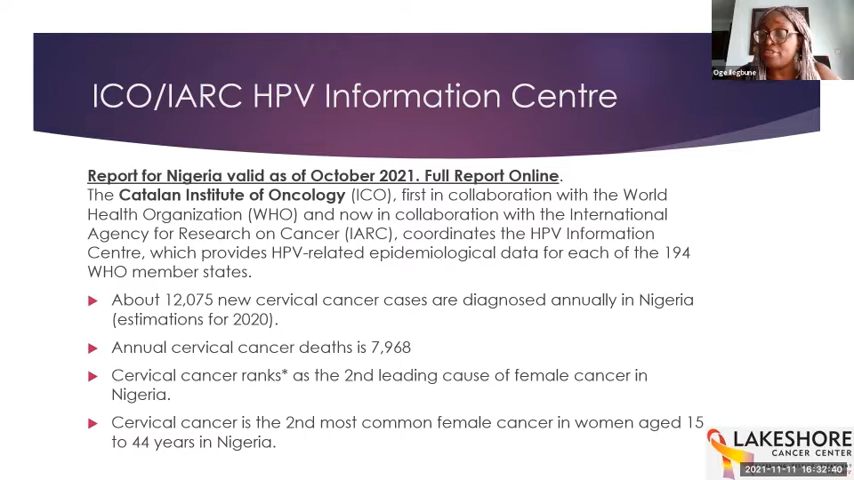 Oge Ilegbune
ICO/IARC HPV Information Centre
Report for Nigeria valid as of October 2021. Full Report Online.
The Catalan Institute of Oncology (ICO), first in collaboration with the World
Health Organization (WHO) and now in collaboration with the International
Agency for Research on Cancer (IARC), coordinates the HPV Information
Centre, which provides HPV-related epidemiological data for each of the 194
WHO member states.
About 12,075 new cervical cancer cases are diagnosed annually in Nigeria
(estimations for 2020).
Annual cervical cancer deaths is 7,968
Cervical cancer ranks* as the 2nd leading cause of female cancer in
Nigeria.
Cervical cancer is the 2nd most common female cancer in women aged 15
to 44 years in Nigeria.
LAKESHORE
CANCER CENTER
2021-11-11 16:32:40